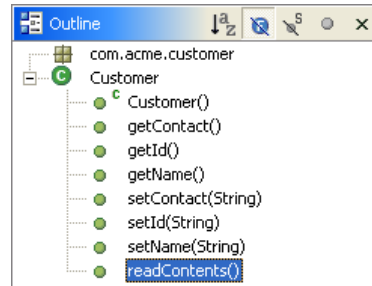 Outline
com.acme.customer
Customer
Customer()
getContact()
getId()
getName()
setContact(String)
setId(String)
setName(String)
readContents()